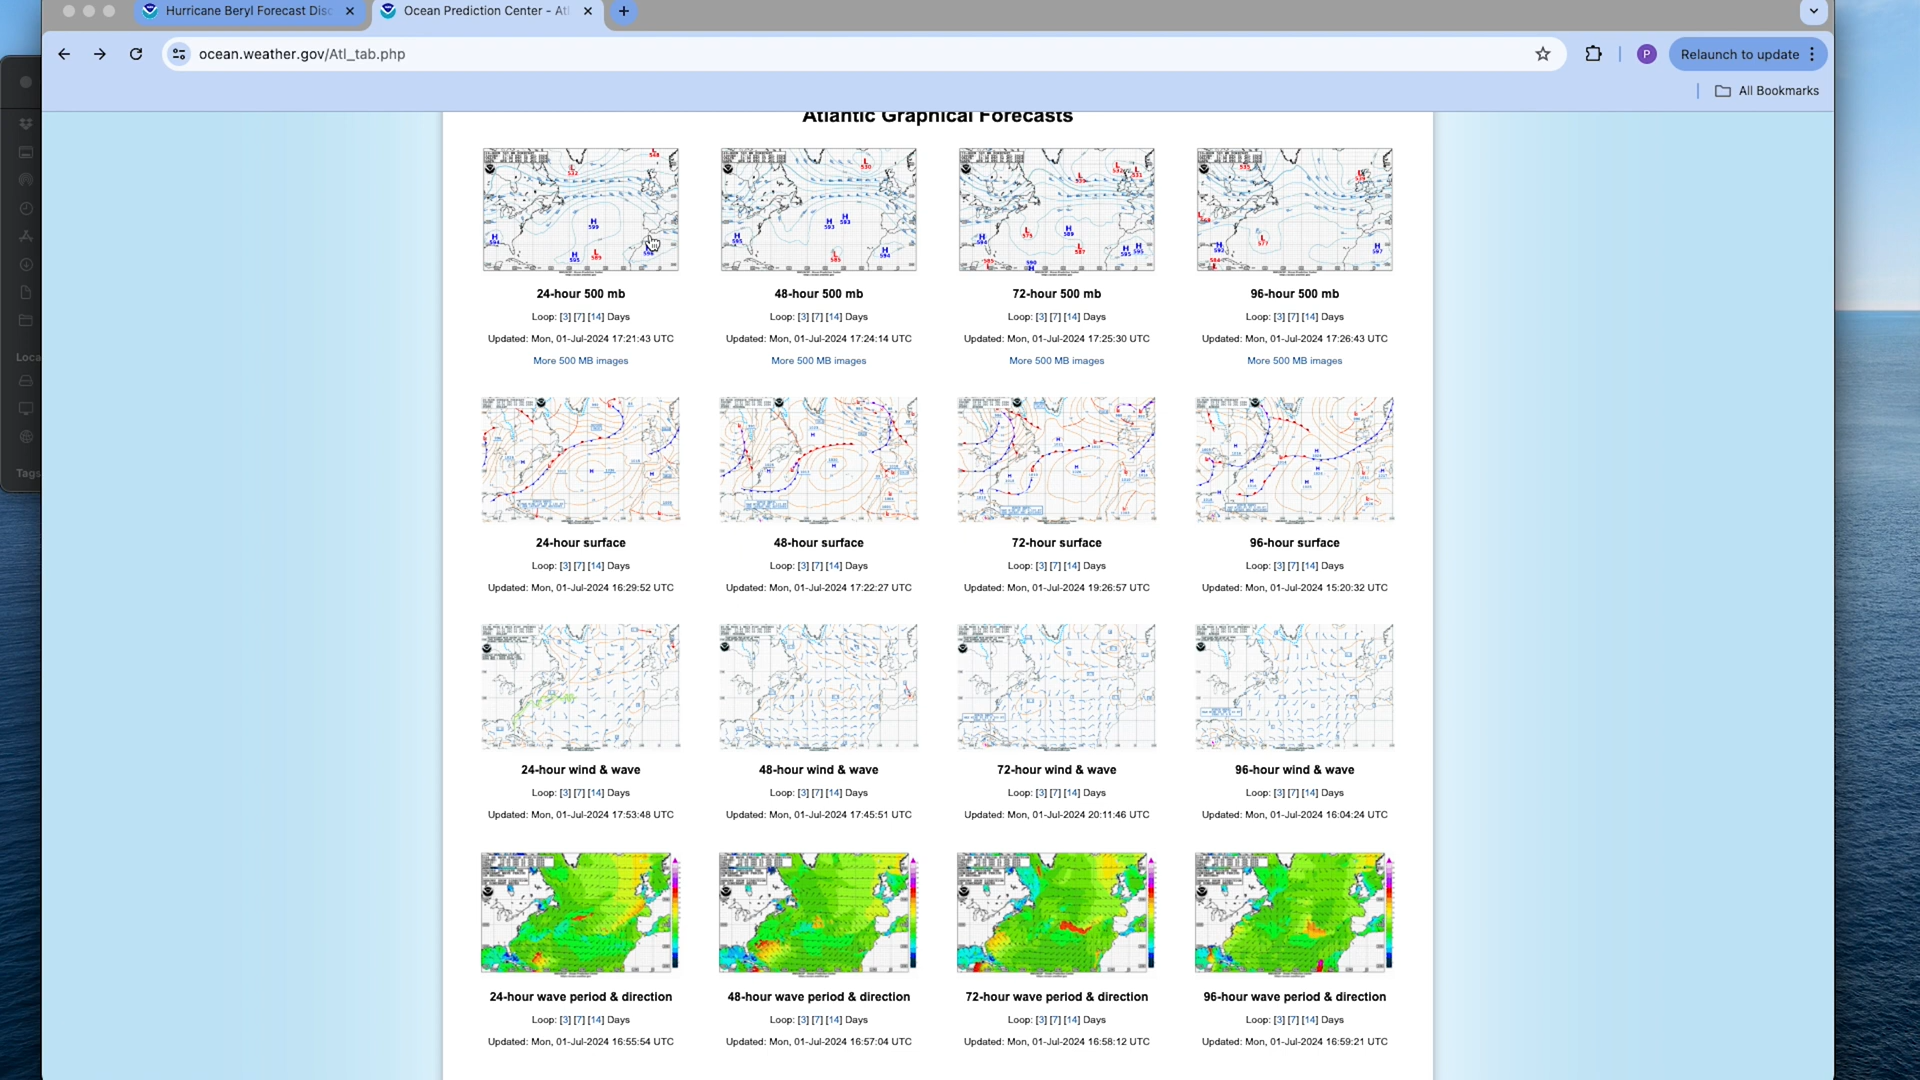 Hurricane Beryl Forecast Disc
Ocean Prediction Center - Atl
ocean.weather.gov/Atl_tab.php
P
Relaunch to update
All Bookmarks
Loca
Tags
Atlantic Graphical Forecasts
24-hour 500 mb
48-hour 500 mb
72-hour 500 mb
96-hour 500 mb
Loop: [3] [7] [14] Days
Loop: [3] [7] [14] Days
Loop: [3] [7] [14] Days
Loop: [3] [7] [14] Days
Updated: Mon, 01-Jul-2024 17:21:43 UTC
Updated: Mon, 01-Jul-2024 17:24:14 UTC
Updated: Mon, 01-Jul-2024 17:25:30 UTC
Updated: Mon, 01-Jul-2024 17:26:43 UTC
More 500 MB images
More 500 MB images
More 500 MB images
More 500 MB images
24-hour surface
48-hour surface
72-hour surface
96-hour surface
Loop: [3] [7] [14] Days
Loop: [3] [7] [14] Days
Loop: [3] [7] [14] Days
Loop: [3] [7] [14] Days
Updated: Mon, 01-Jul-2024 16:29:52 UTC
Updated: Mon, 01-Jul-2024 17:22:27 UTC
Updated: Mon, 01-Jul-2024 19:26:57 UTC
Updated: Mon, 01-Jul-2024 15:20:32 UTC
24-hour wind & wave
48-hour wind & wave
72-hour wind & wave
96-hour wind & wave
Loop: [3] [7] [14] Days
Loop: [3] [7] [14] Days
Loop: [3] [7] [14] Days
Loop: [3] [7] [14] Days
Updated: Mon, 01-Jul-2024 17:53:48 UTC
Updated: Mon, 01-Jul-2024 17:45:51 UTC
Updated: Mon, 01-Jul-2024 20:11:46 UTC
Updated: Mon, 01-Jul-2024 16:04:24 UTC
24-hour wave period & direction
48-hour wave period & direction
72-hour wave period & direction
96-hour wave period & direction
Loop: [3] [7] [14] Days
Loop: [3] [7] [14] Days
Loop: [3] [7] [14] Days
Loop: [3] [7] [14] Days
Updated: Mon, 01-Jul-2024 16:55:54 UTC
Updated: Mon, 01-Jul-2024 16:57:04 UTC
Updated: Mon, 01-Jul-2024 16:58:12 UTC
Updated: Mon, 01-Jul-2024 16:59:21 UTC